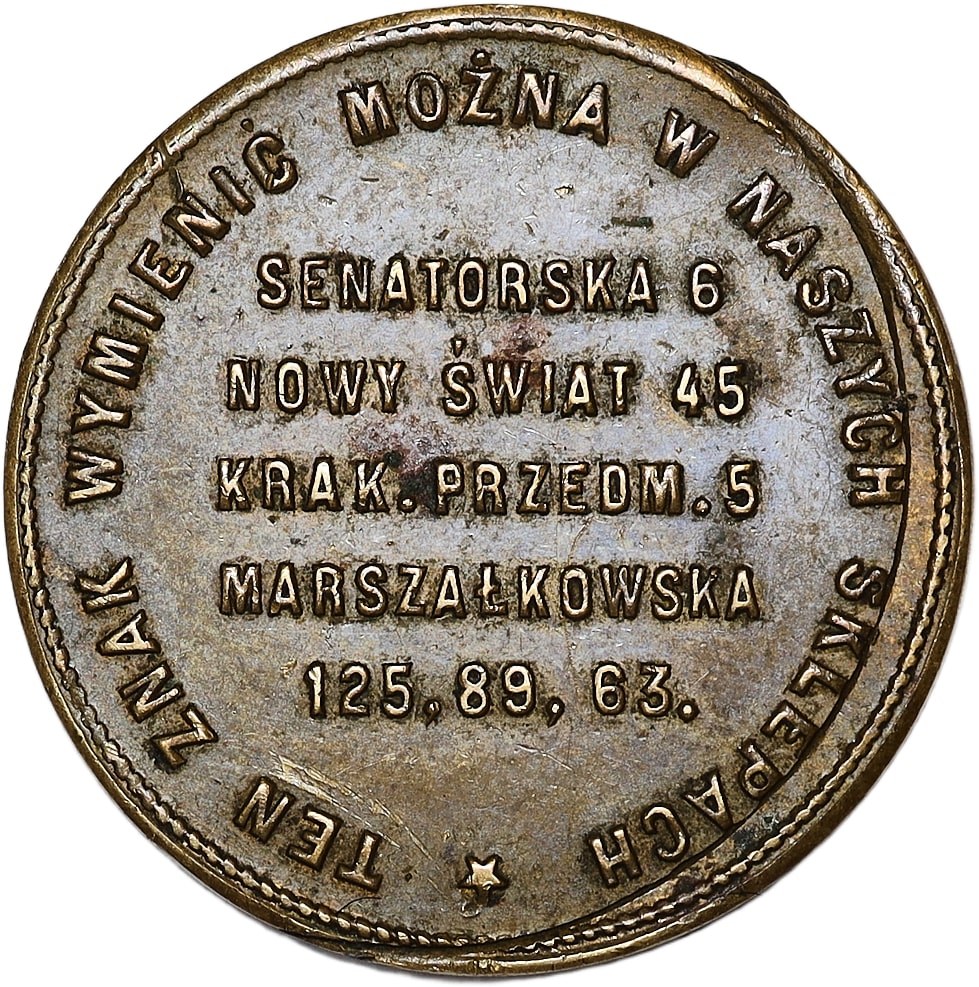 TEN ZNAK WYMIENIĆ MOŻNA W NASZYCH SKLEPACH
SENATORSKA 6
NOWY ŚWIAT 45
KRAK. PRZEDM. 5
MARSZAŁKOWSKA
125, 89, 63.